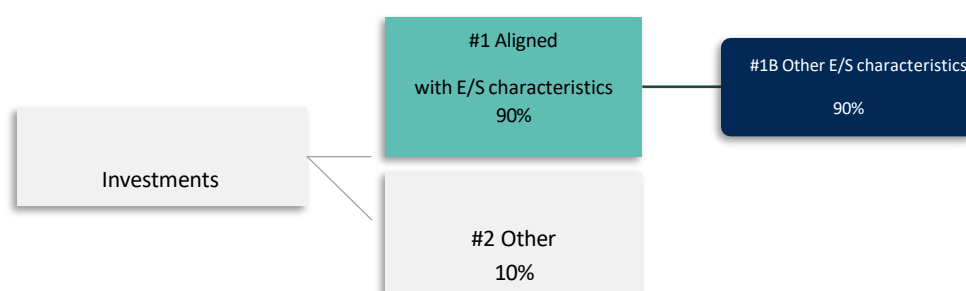 #1 Aligned
with E/S characteristics
90%
#1B Other E/S characteristics
90%
Investments
#2 Other
10%